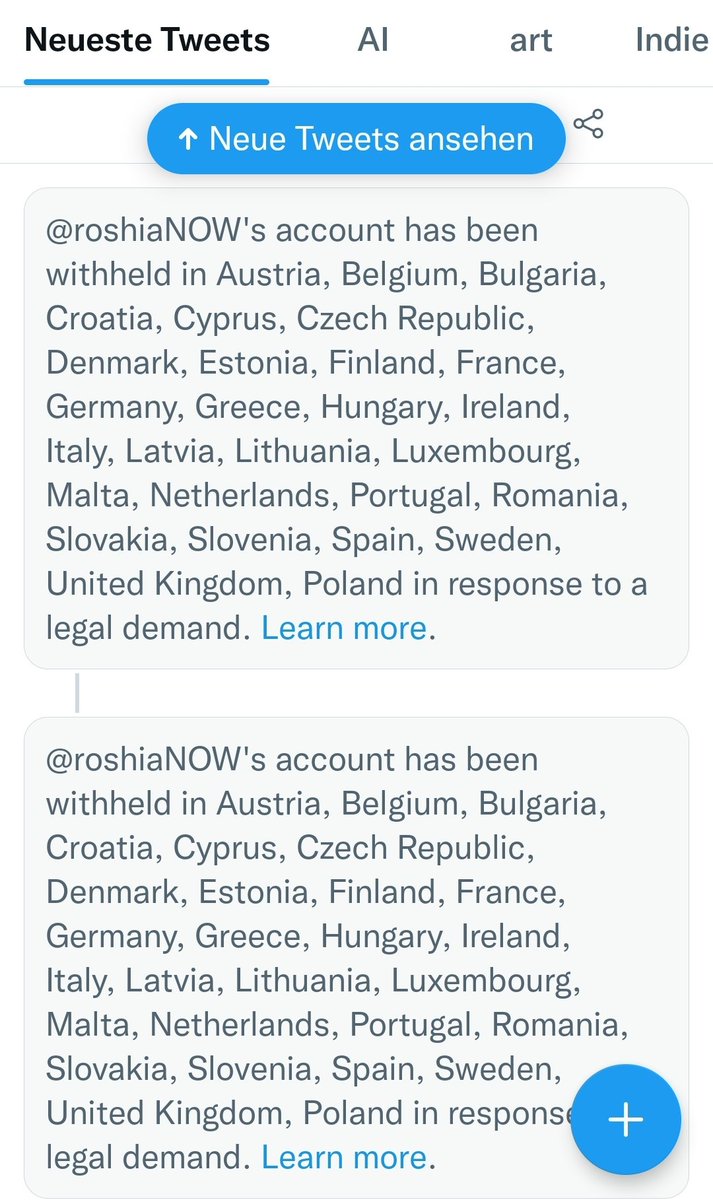 Neueste Tweets AI art Indie
↑ Neue Tweets ansehen
@roshiaNOW's account has been
withheld in Austria, Belgium, Bulgaria,
Croatia, Cyprus, Czech Republic,
Denmark, Estonia, Finland, France,
Germany, Greece, Hungary, Ireland,
Italy, Latvia, Lithuania, Luxembourg,
Malta, Netherlands, Portugal, Romania,
Slovakia, Slovenia, Spain, Sweden,
United Kingdom, Poland in response to a
legal demand. Learn more.
@roshiaNOW's account has been
withheld in Austria, Belgium, Bulgaria,
Croatia, Cyprus, Czech Republic,
Denmark, Estonia, Finland, France,
Germany, Greece, Hungary, Ireland,
Italy, Latvia, Lithuania, Luxembourg,
Malta, Netherlands, Portugal, Romania,
Slovakia, Slovenia, Spain, Sweden,
United Kingdom, Poland in response
legal demand. Learn more.